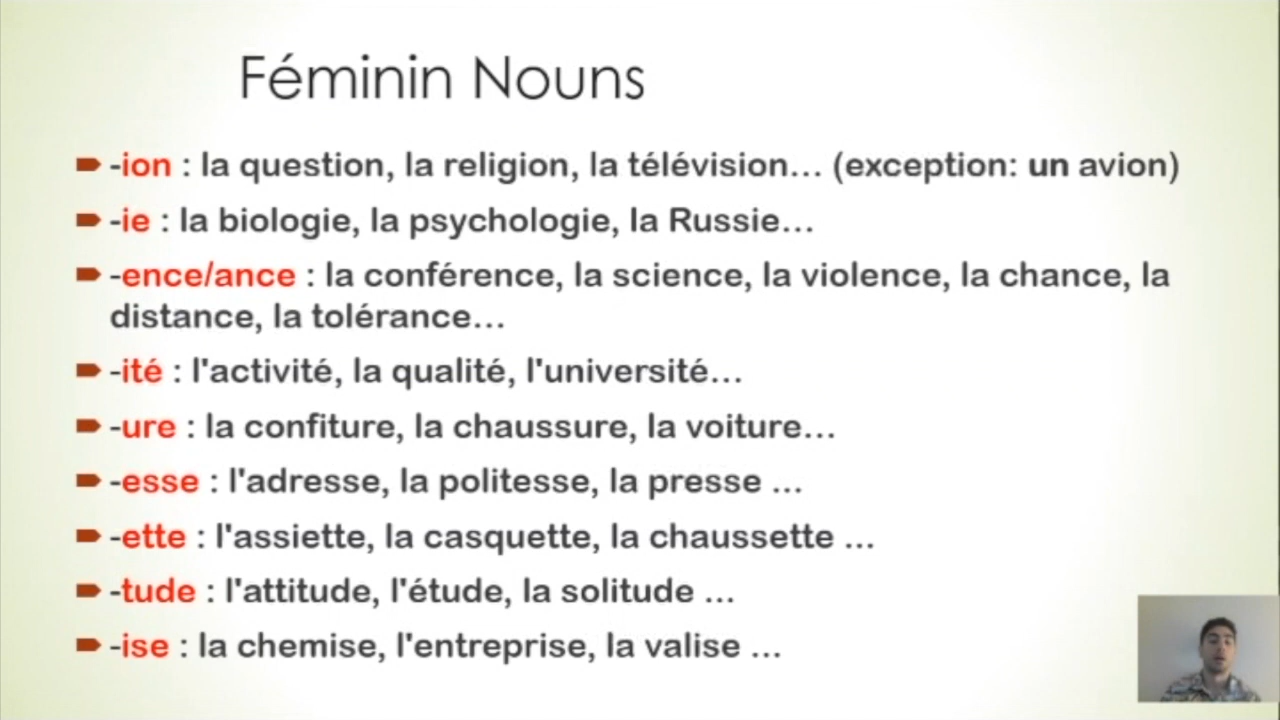 Féminin Nouns
-ion : la question, la religion, la télévision… (exception: un avion)
-ie : la biologie, la psychologie, la Russie…
-ence/ance : la conférence, la science, la violence, la chance, la
distance, la tolérance…
-ité : l'activité, la qualité, l'université…
-ure : la confiture, la chaussure, la voiture…
-esse : l'adresse, la politesse, la presse …
-ette : l'assiette, la casquette, la chaussette …
-tude : l'attitude, l'étude, la solitude …
-ise : la chemise, l'entreprise, la valise …